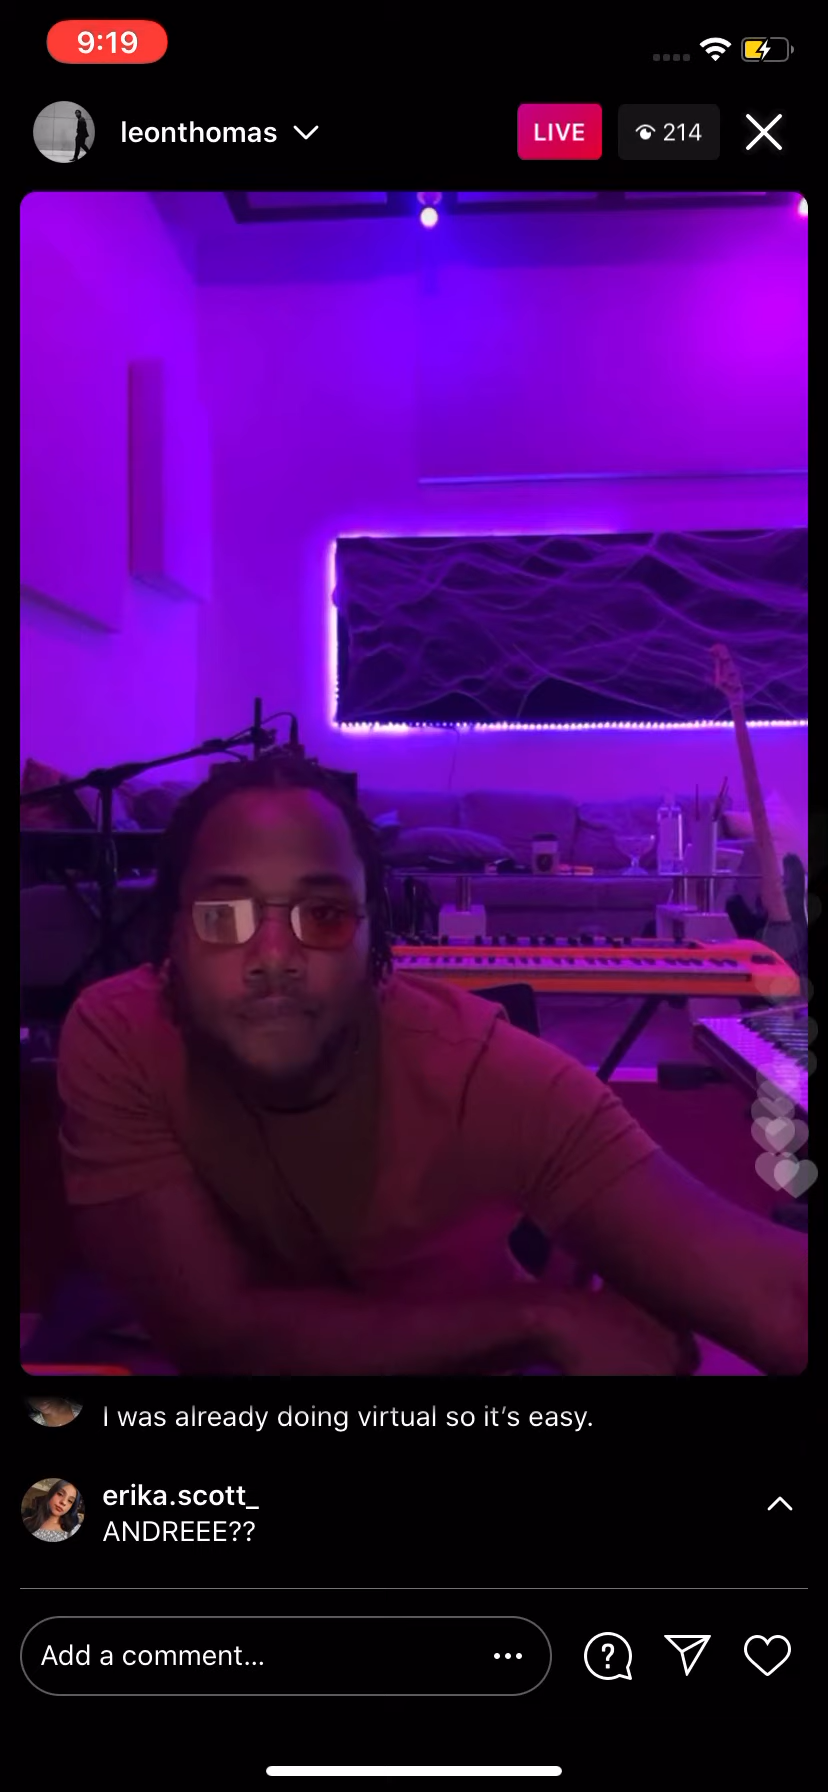 9:19
leonthomas
LIVE
214
I was already doing virtual so it’s easy.
erika.scott_
ANDREEE??
Add a comment...